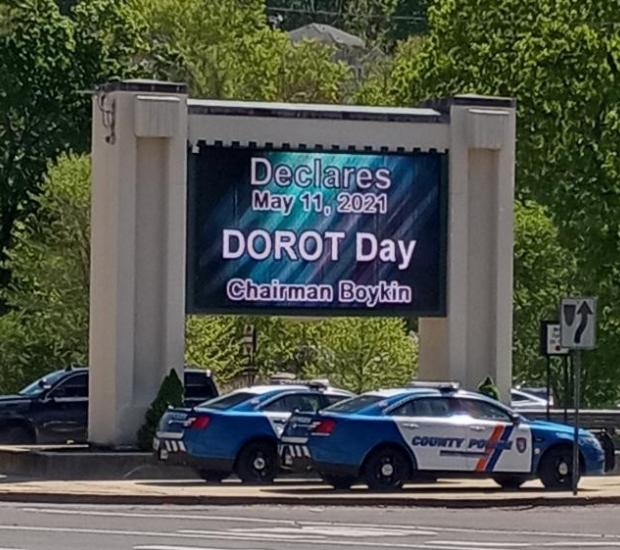 Declares
May 11, 2021
DOROT Day
Chairman Boykin
COUNTY POLICE